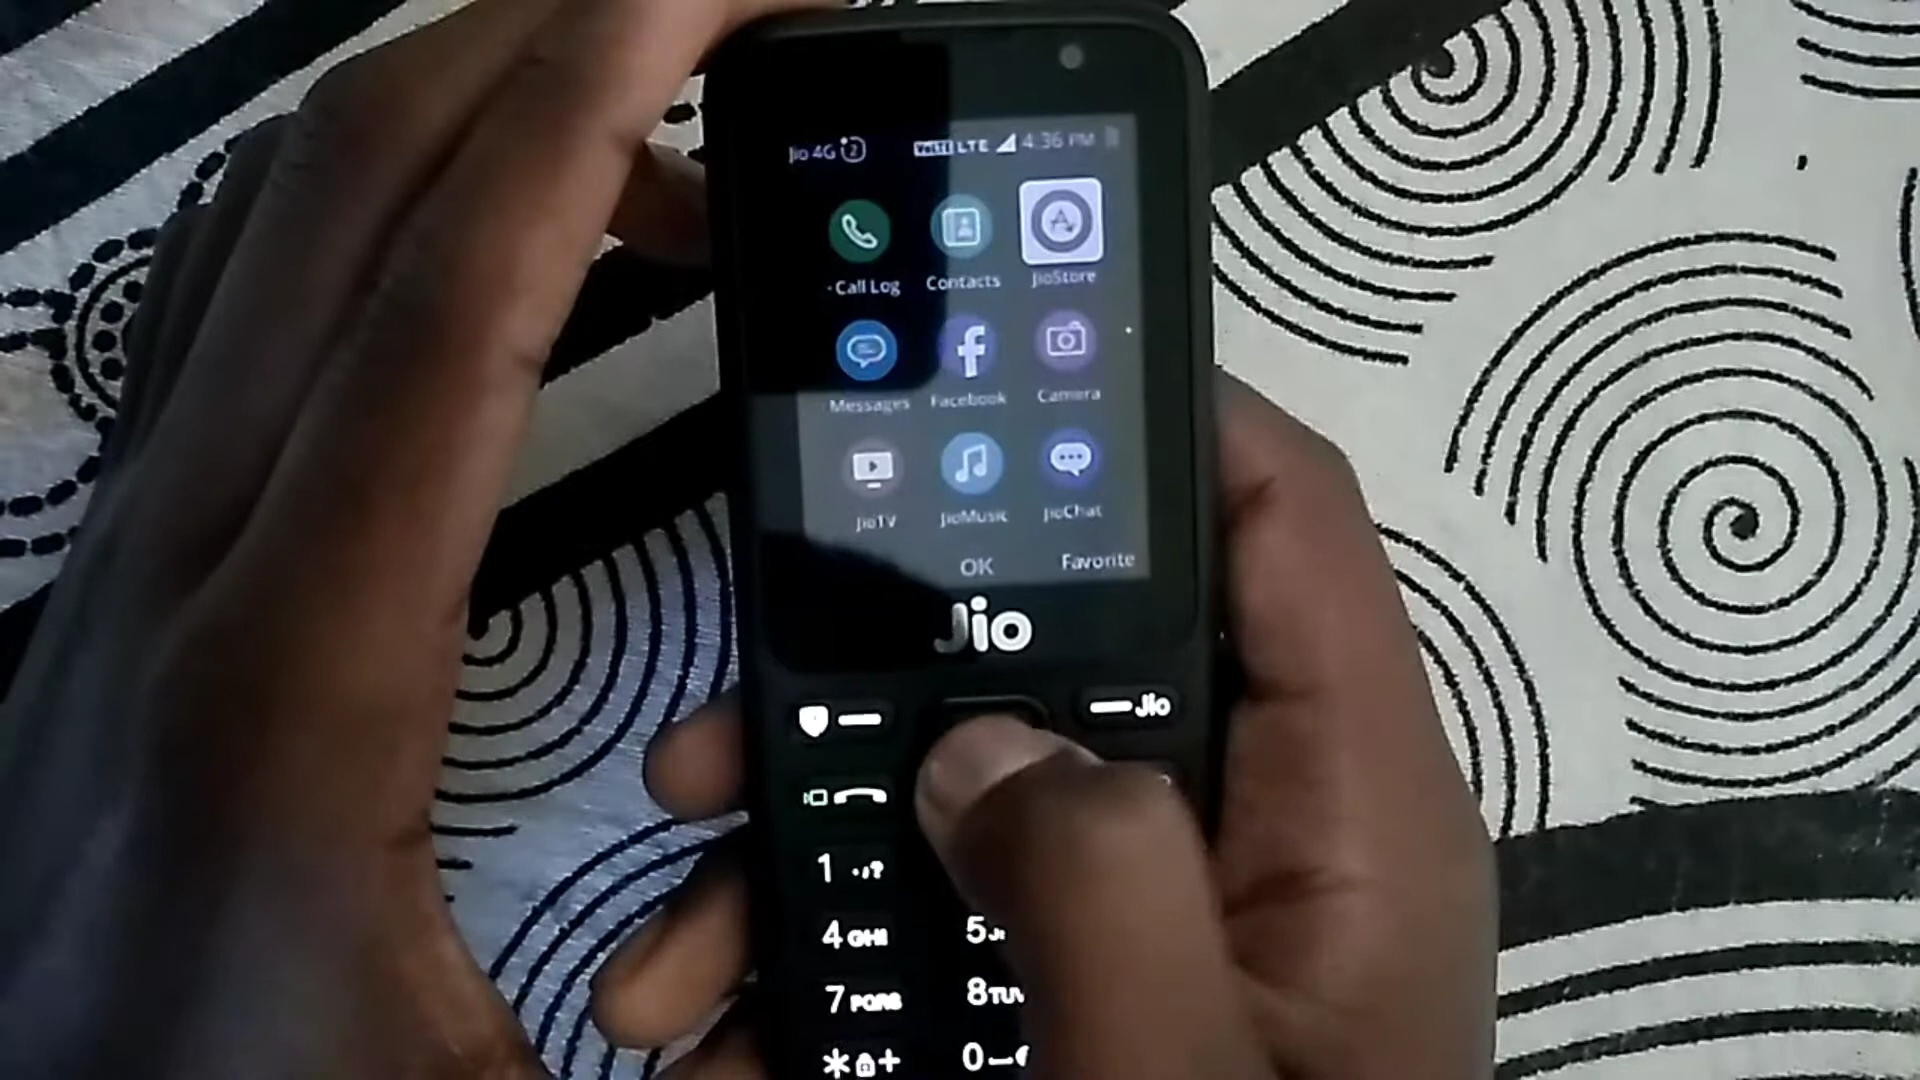 Jio 4G 2 VoLTE LTE 4:36 PM
Call Log Contacts JioStore
Messages Facebook Camera
JioTV JioMusic JioChat
OK Favorite
Jio
Jio
1 .,?
4 GHI 5 J
7 PQRS 8 TUV
* + 0